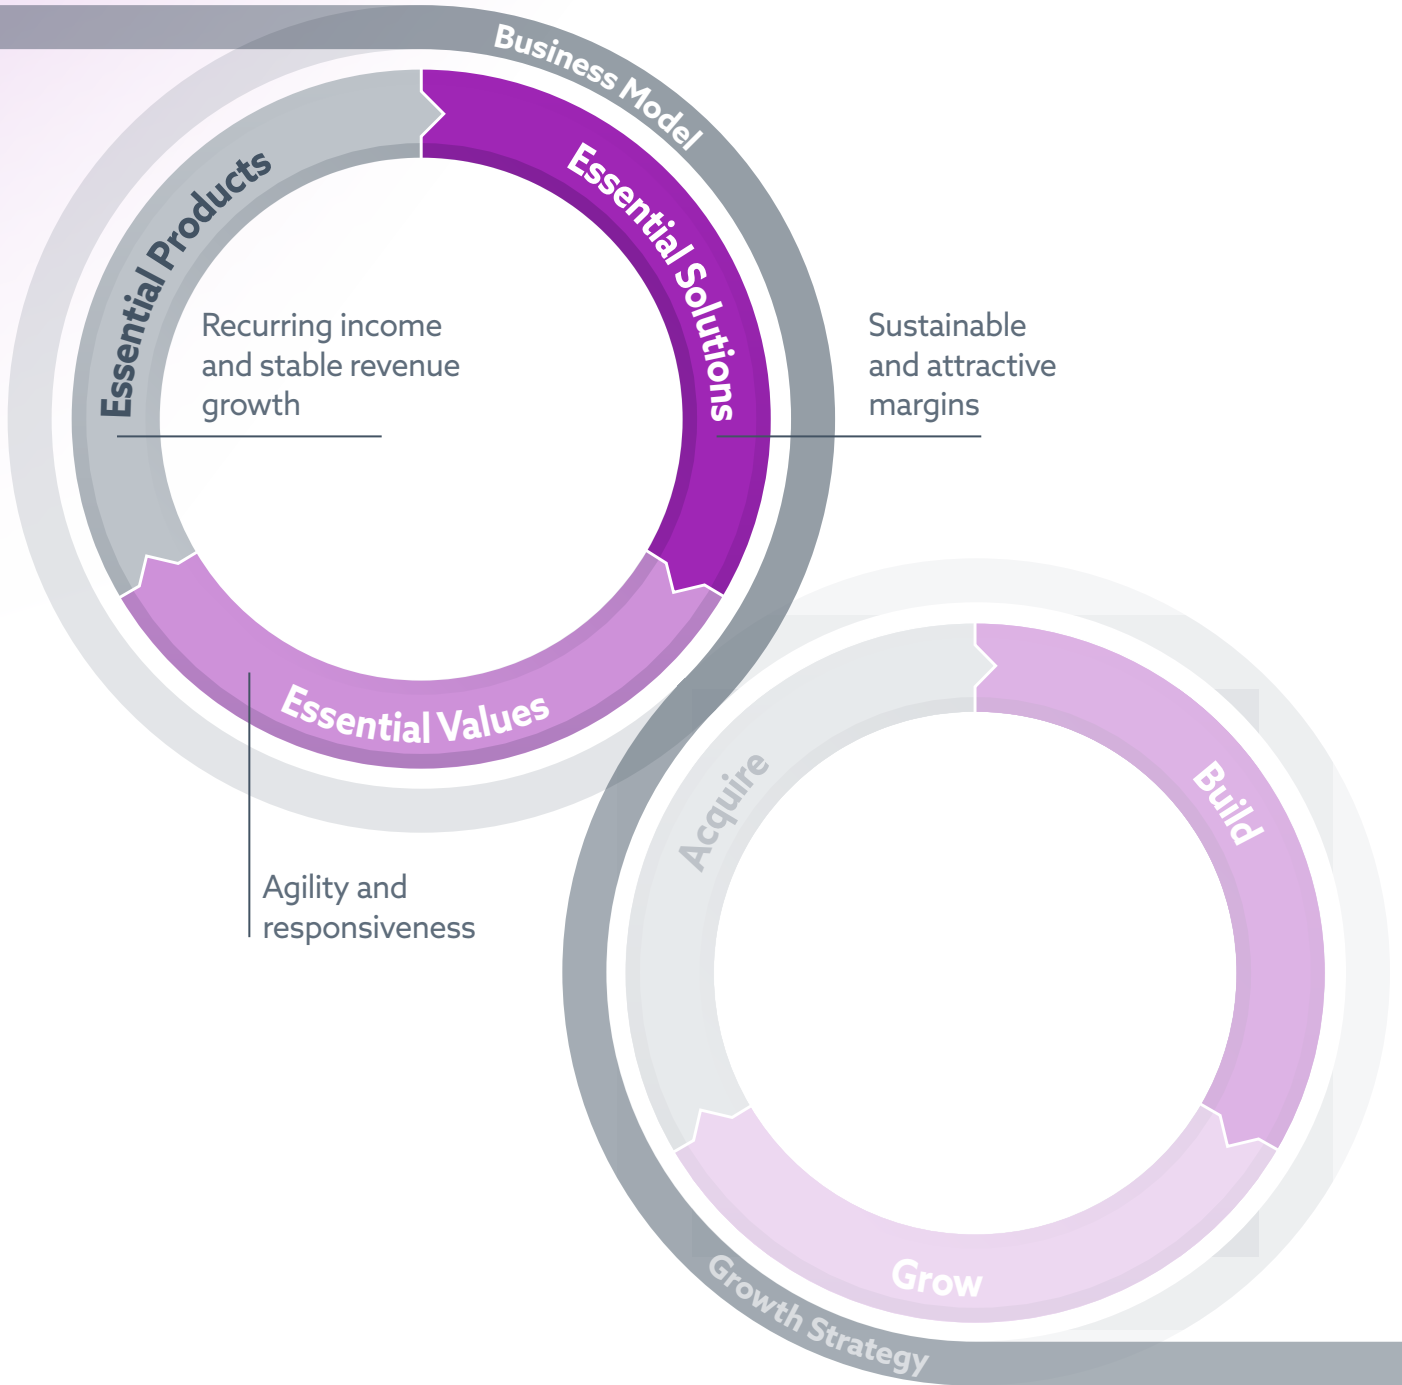 Business Model
Essential Products
Essential Solutions
Essential Values
Recurring income
and stable revenue
growth
Sustainable
and attractive
margins
Agility and
responsiveness
Acquire
Build
Grow
Growth Strategy